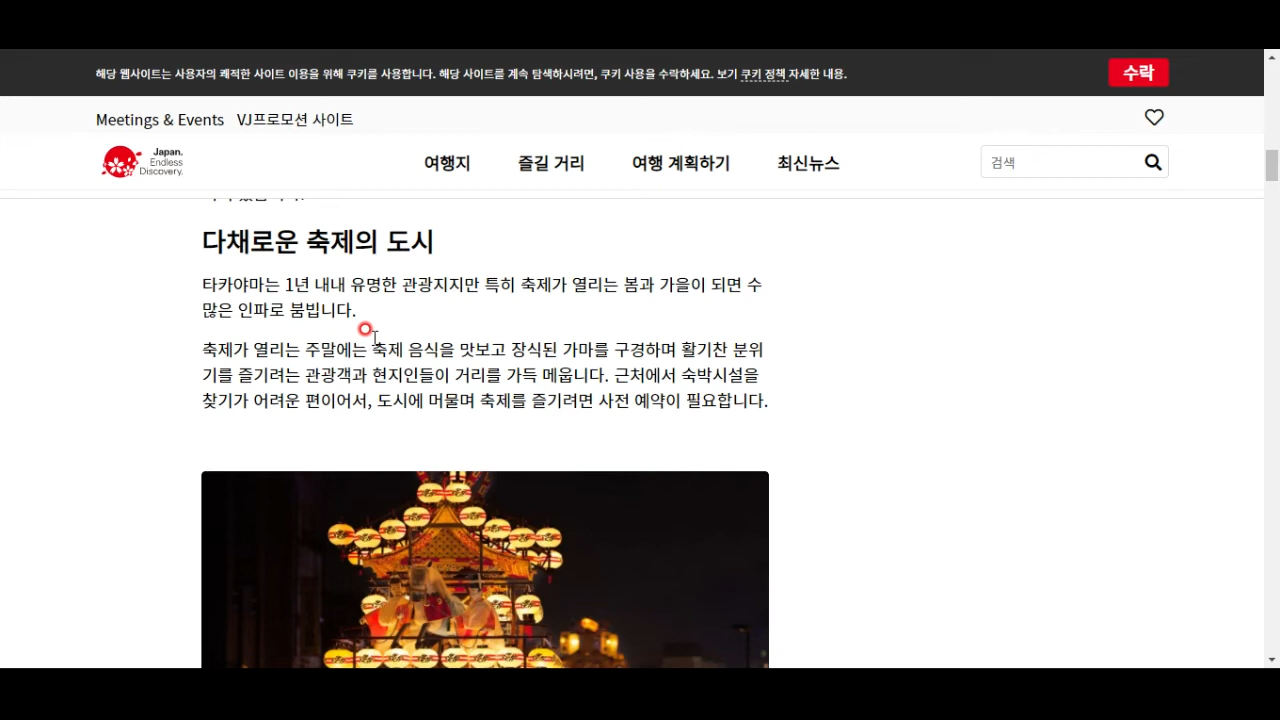 해당 웹사이트는 사용자의 쾌적한 사이트 이용을 위해 쿠키를 사용합니다. 해당 사이트를 계속 탐색하시려면, 쿠키 사용을 수락하세요. 보기 쿠키 정책 자세한 내용.
수락
Meetings & Events VJ프로모션 사이트
Japan.
Endless
Discovery.
여행지 즐길 거리 여행 계획하기 최신뉴스
검색
다채로운 축제의 도시
타카야마는 1년 내내 유명한 관광지지만 특히 축제가 열리는 봄과 가을이 되면 수
많은 인파로 붐빕니다.
축제가 열리는 주말에는 축제 음식을 맛보고 장식된 가마를 구경하며 활기찬 분위
기를 즐기려는 관광객과 현지인들이 거리를 가득 메웁니다. 근처에서 숙박시설을
찾기가 어려운 편이어서, 도시에 머물며 축제를 즐기려면 사전 예약이 필요합니다.